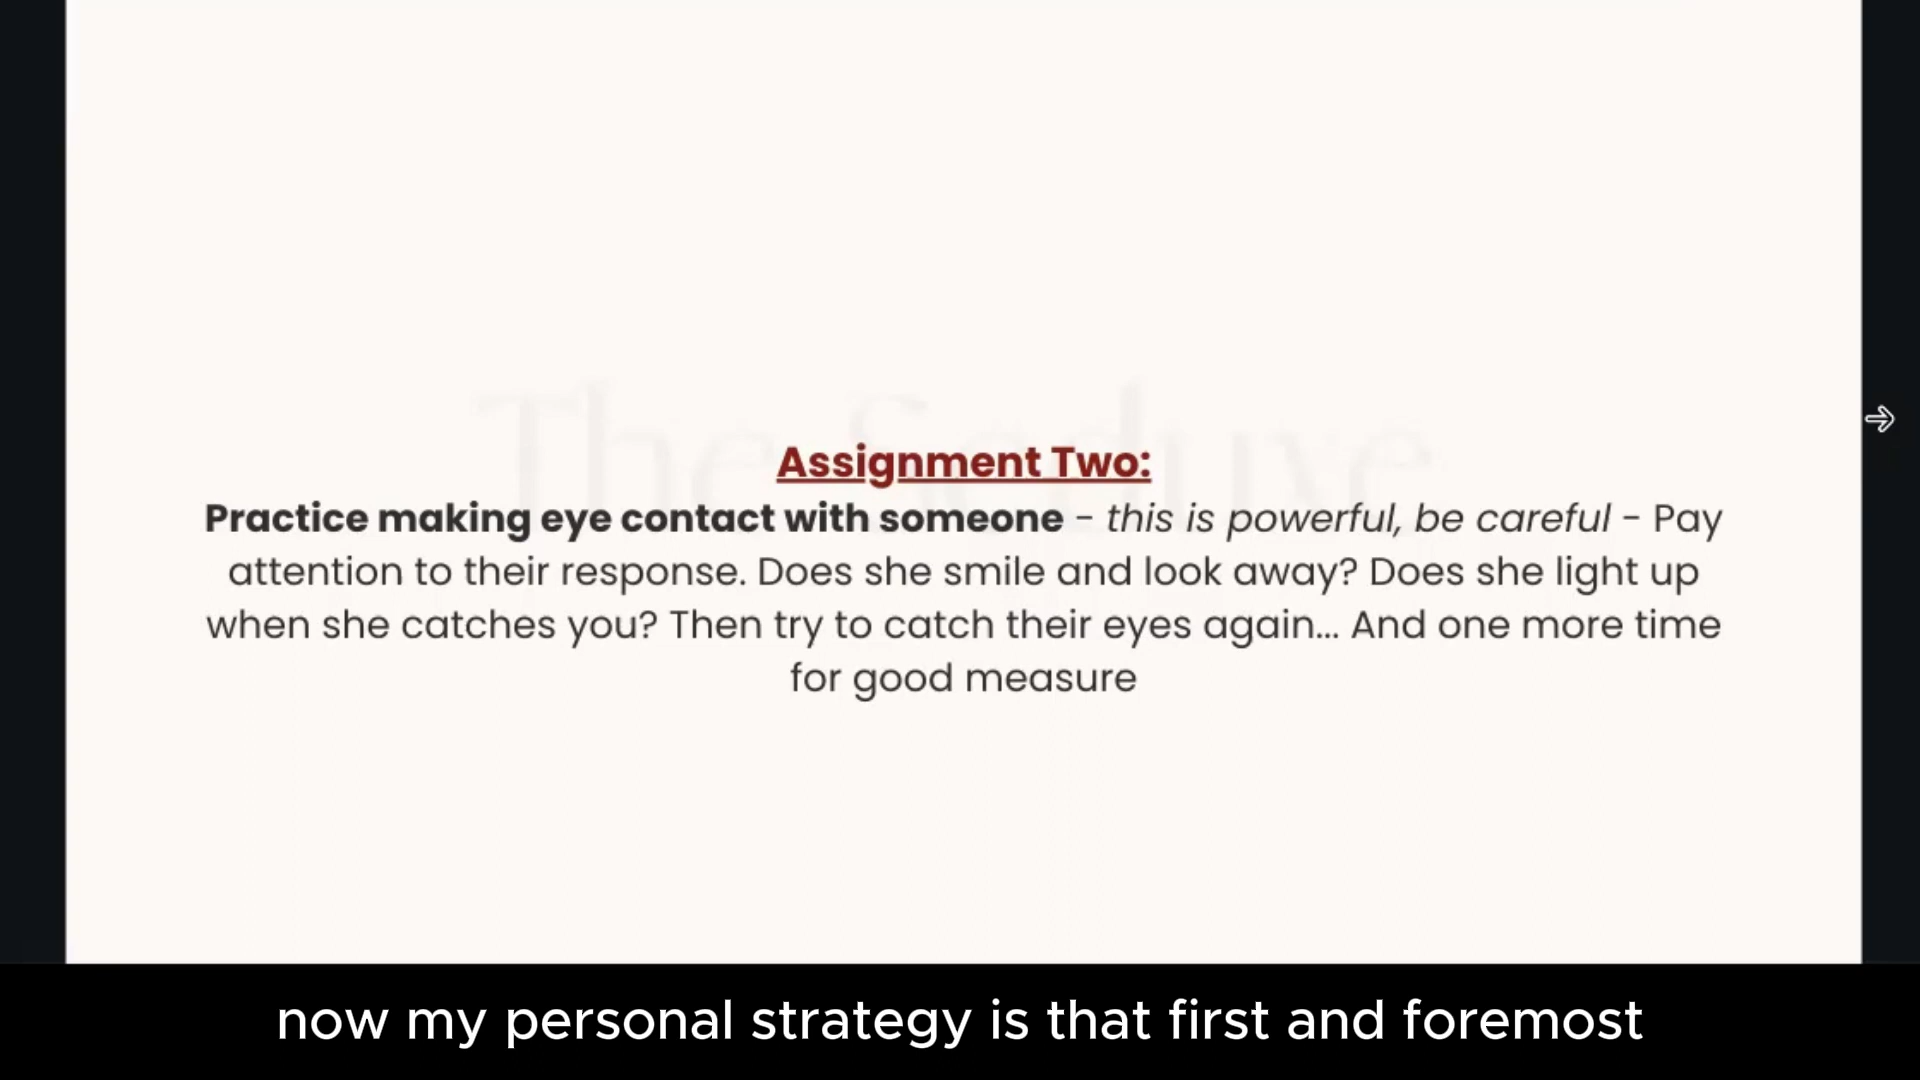 The Seduve
Assignment Two:
Practice making eye contact with someone - this is powerful, be careful - Pay
attention to their response. Does she smile and look away? Does she light up
when she catches you? Then try to catch their eyes again... And one more time
for good measure
now my personal strategy is that first and foremost